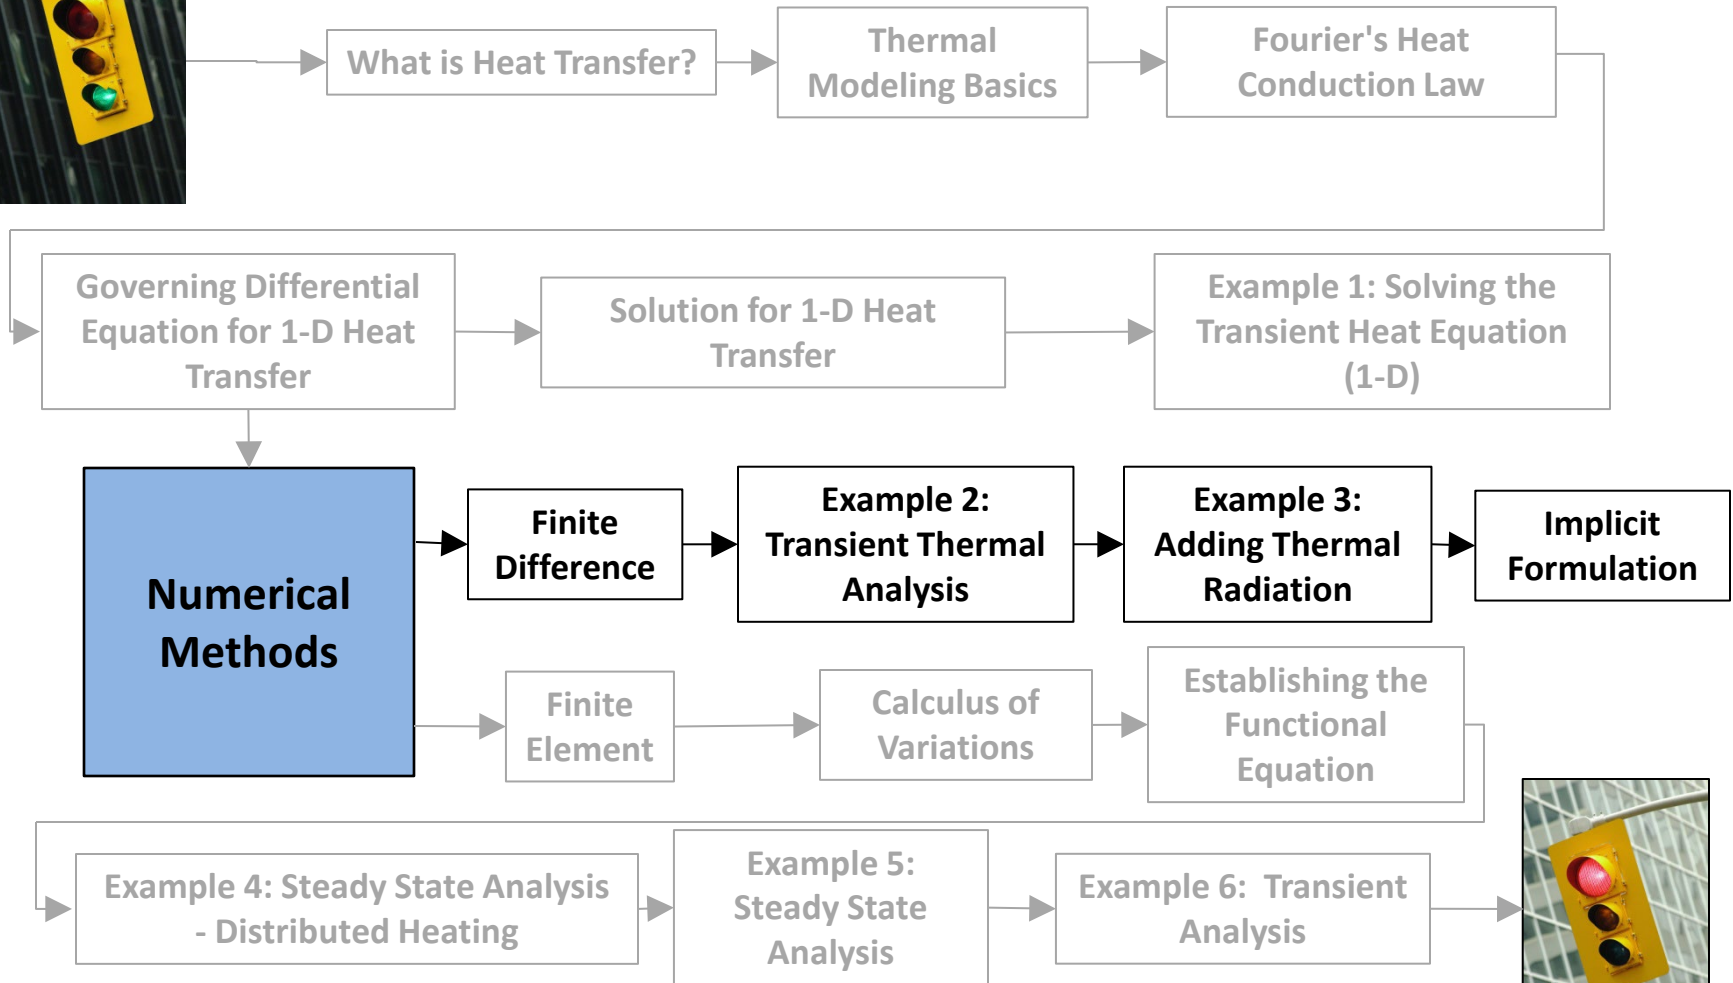 What is Heat Transfer?
Thermal
Modeling Basics
Fourier's Heat
Conduction Law
Governing Differential
Equation for 1-D Heat
Transfer
Solution for 1-D Heat
Transfer
Example 1: Solving the
Transient Heat Equation
(1-D)
Numerical
Methods
Finite
Difference
Example 2:
Transient Thermal
Analysis
Example 3:
Adding Thermal
Radiation
Implicit
Formulation
Finite
Element
Calculus of
Variations
Establishing the
Functional
Equation
Example 4: Steady State Analysis
- Distributed Heating
Example 5:
Steady State
Analysis
Example 6:  Transient
Analysis